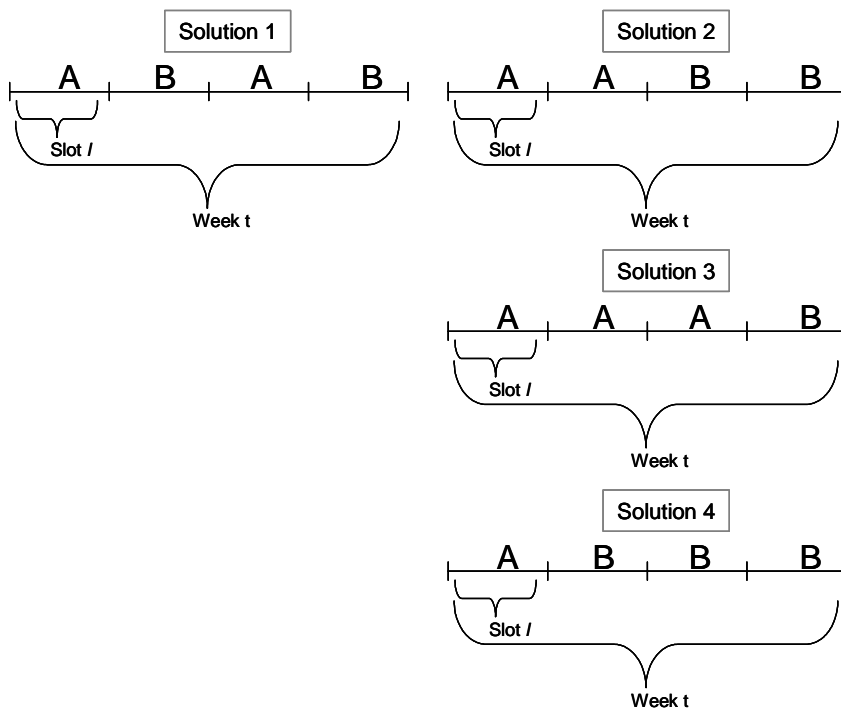 Solution 1
A B A B
Slot l
Week t
Solution 2
A A B B
Slot l
Week t
Solution 3
A A A B
Slot l
Week t
Solution 4
A B B B
Slot l
Week t